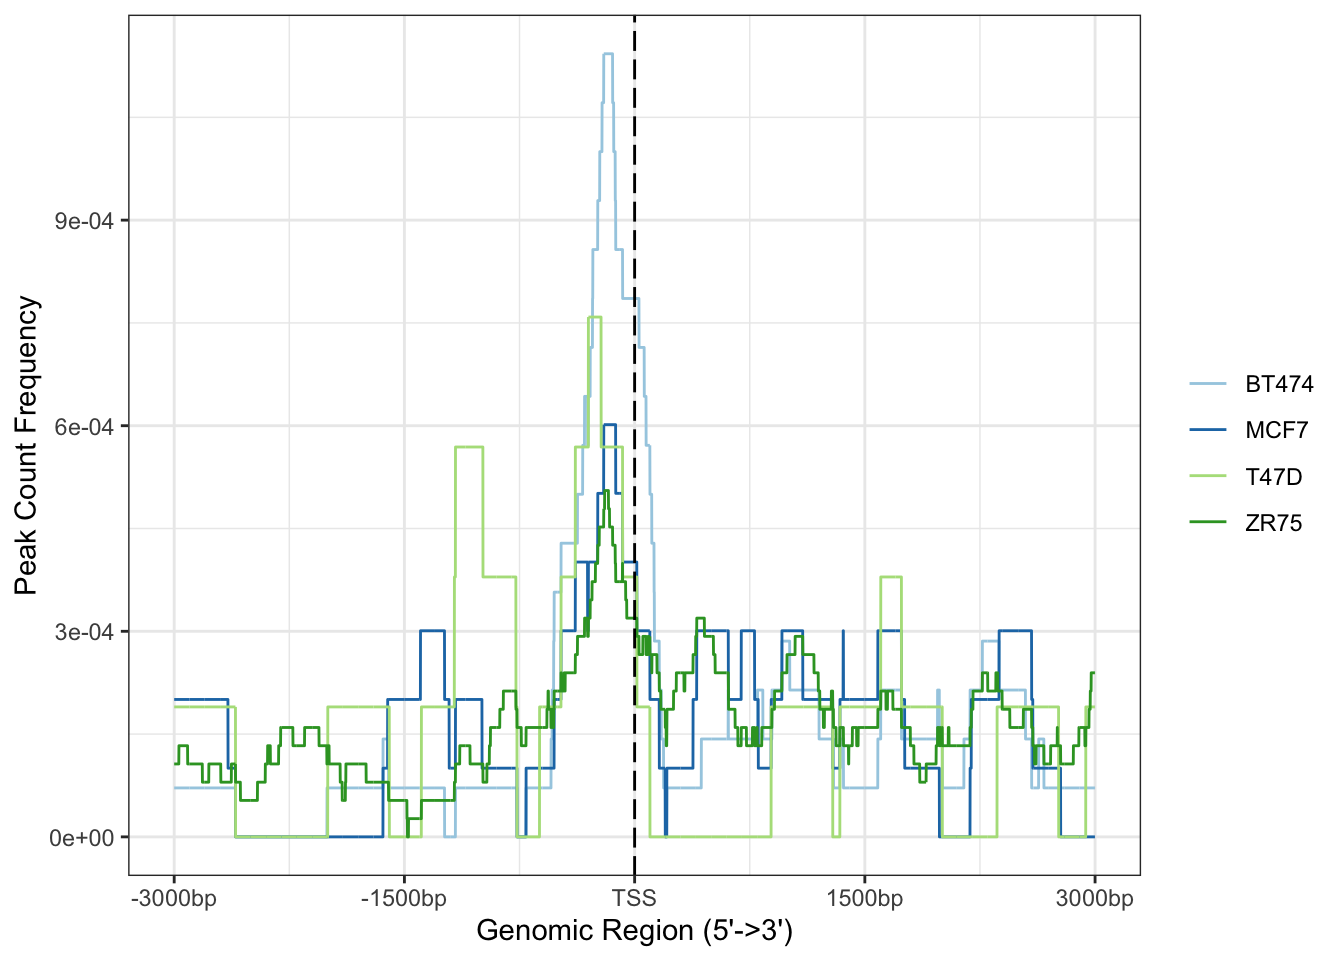 Peak Count Frequency
9e-04
6e-04
3e-04
0e+00
-3000bp
-1500bp
TSS
1500bp
3000bp
Genomic Region (5'->3')
BT474
MCF7
T47D
ZR75